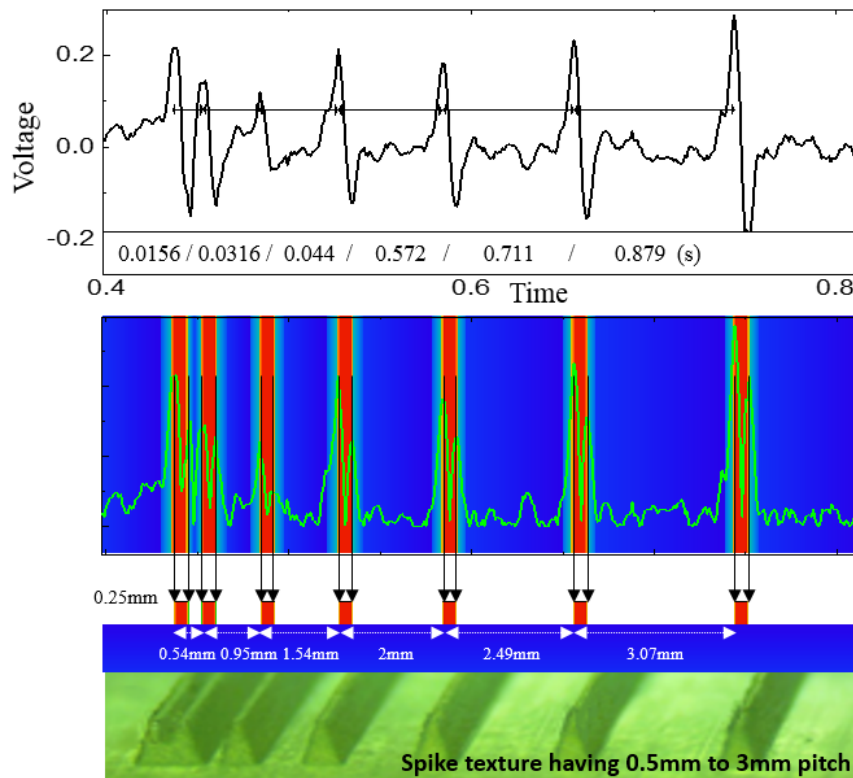 0.2
0.0
-0.2
Voltage
0.0156 / 0.0316 / 0.044 / 0.572 / 0.711 / 0.879 (s)
0.4 0.6 0.8
Time
0.25mm
0.54mm 0.95mm 1.54mm 2mm 2.49mm 3.07mm
Spike texture having 0.5mm to 3mm pitch